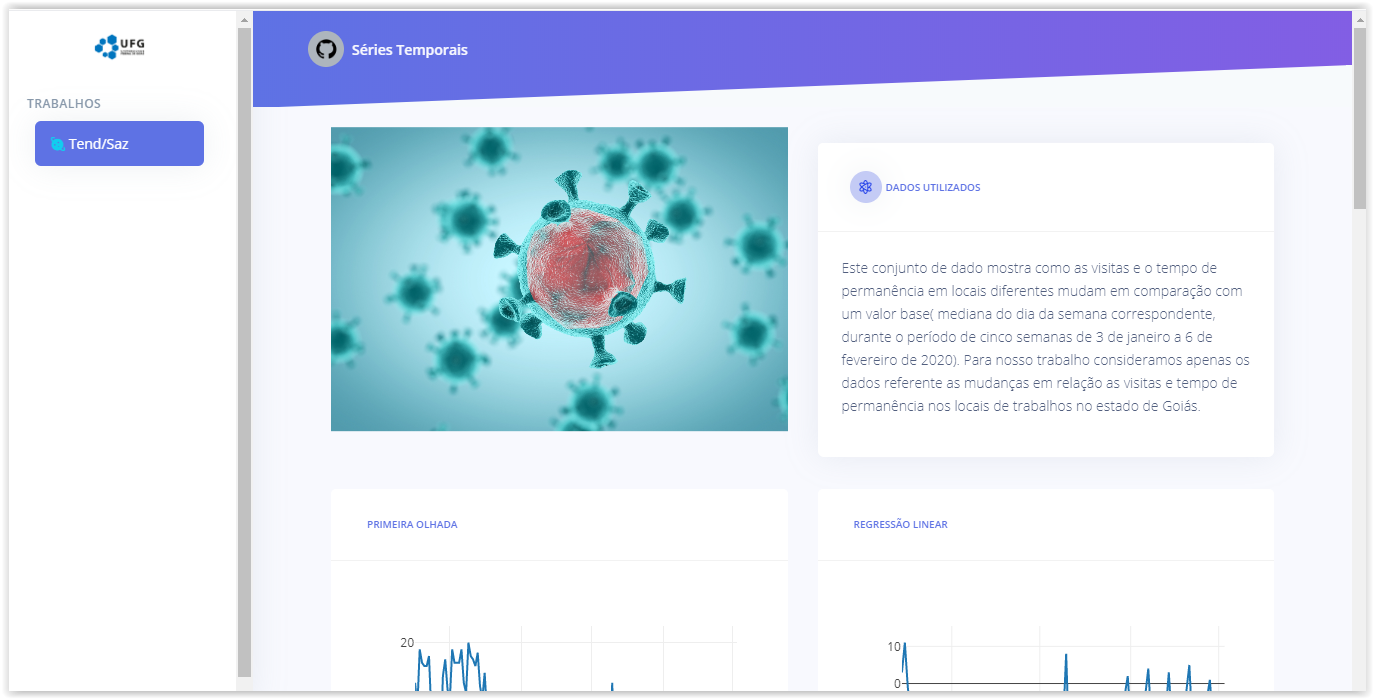 UFG
TRABALHOS
Tend/Saz
Séries Temporais
DADOS UTILIZADOS
Este conjunto de dado mostra como as visitas e o tempo de
permanência em locais diferentes mudam em comparação com
um valor base( mediana do dia da semana correspondente,
durante o período de cinco semanas de 3 de janeiro a 6 de
fevereiro de 2020). Para nosso trabalho consideramos apenas os
dados referente as mudanças em relação as visitas e tempo de
permanência nos locais de trabalhos no estado de Goiás.
PRIMEIRA OLHADA
20
REGRESSÃO LINEAR
10
0